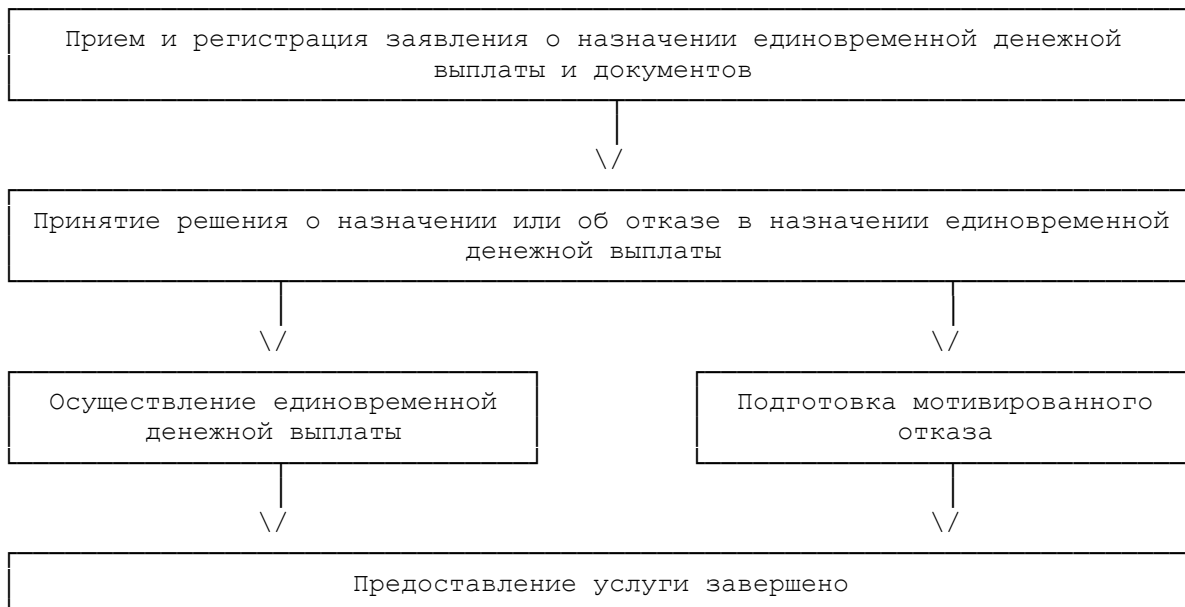 Прием и регистрация заявления о назначении единовременной денежной
выплаты и документов
Принятие решения о назначении или об отказе в назначении единовременной
денежной выплаты
Осуществление единовременной
денежной выплаты
Подготовка мотивированного
отказа
Предоставление услуги завершено